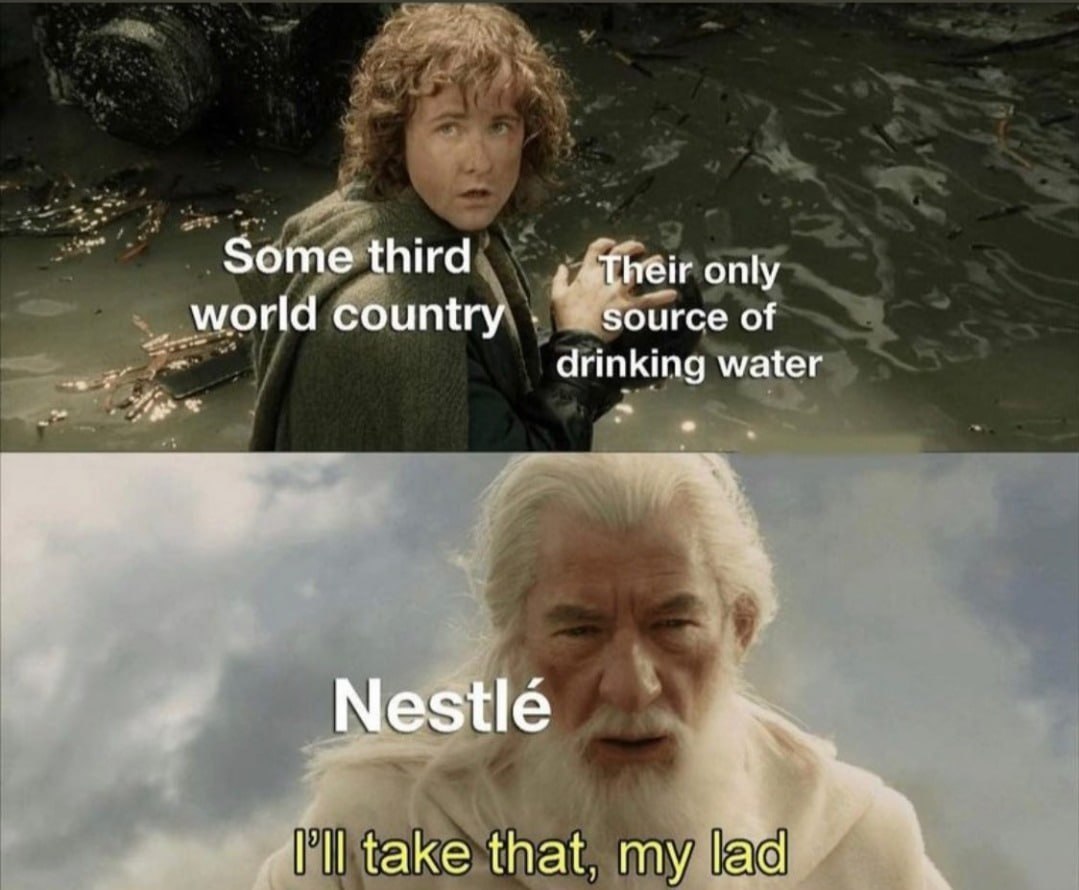 Some third
world country
Their only
source of
drinking water
Nestlé
I'll take that, my lad